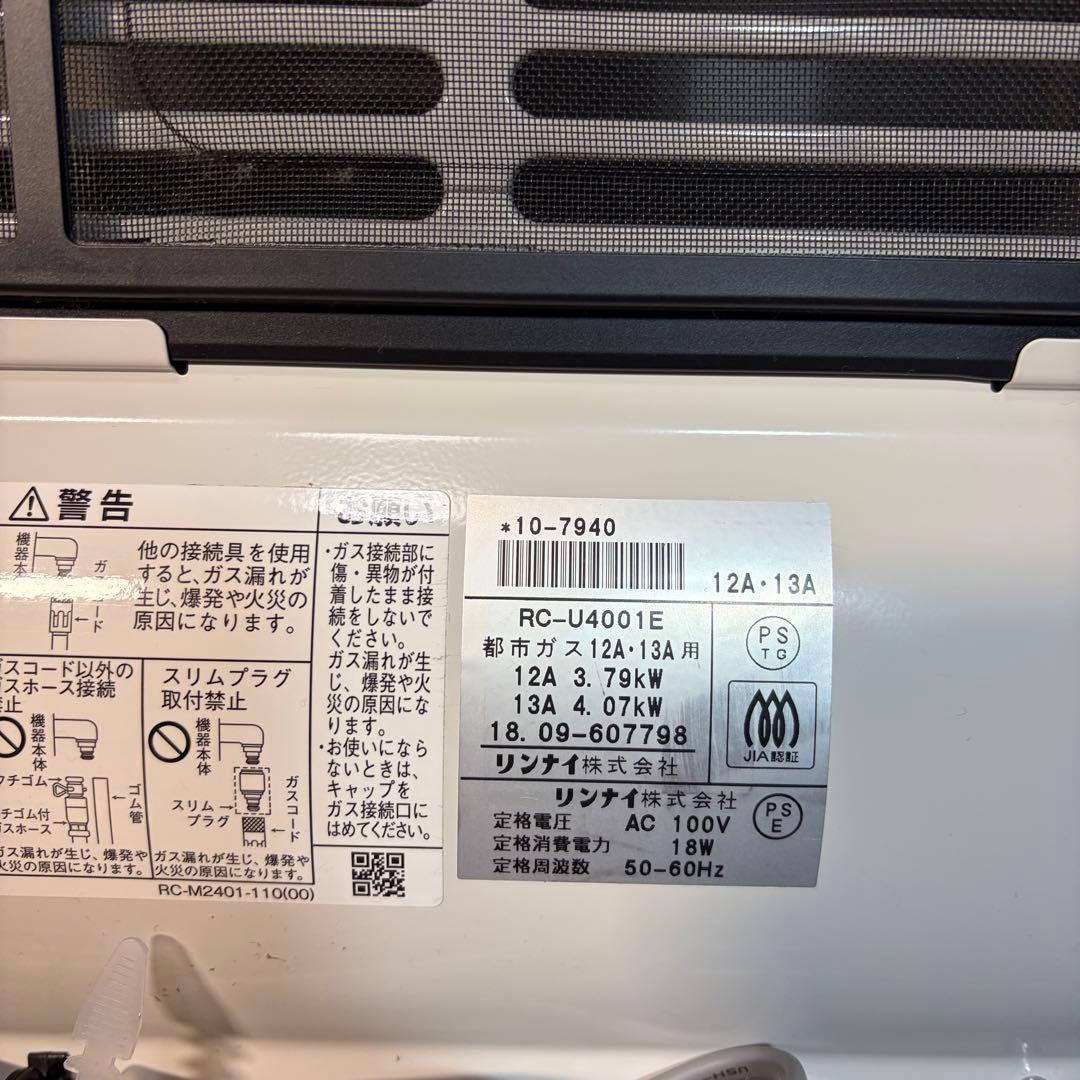 警告
機器本
ガ
ード
他の接続具を使用
すると、ガス漏れが
生じ、爆発や火災の
原因になります。
ガスコード以外の
ガスホース接続
禁止
機器本体
ゴム管
ガスホース
ガス漏れが生じ、爆発や
火災の原因になります。
スリムプラグ
取付禁止
機器本体
スリム
プラグ
ガスコード
ガス漏れが生じ、爆発や
火災の原因になります。
お願い
・ガス接続部に
傷・異物が付
着したまま接
続をしないで
ください。
ガス漏れが生
じ、爆発や火
災の原因にな
ります。
・お使いになら
ないときは、
キャップを
ガス接続口に
はめてください。
RC-M2401-110(00)
*10-7940
12A・13A
RC-U4001E
都市ガス12A・13A用
12A 3.79kW
13A 4.07kW
18.09-607798
リンナイ株式会社
PS
TG
JIA認証
リンナイ株式会社
定格電圧 AC 100V
定格消費電力 18W
定格周波数 50-60Hz
PS
E